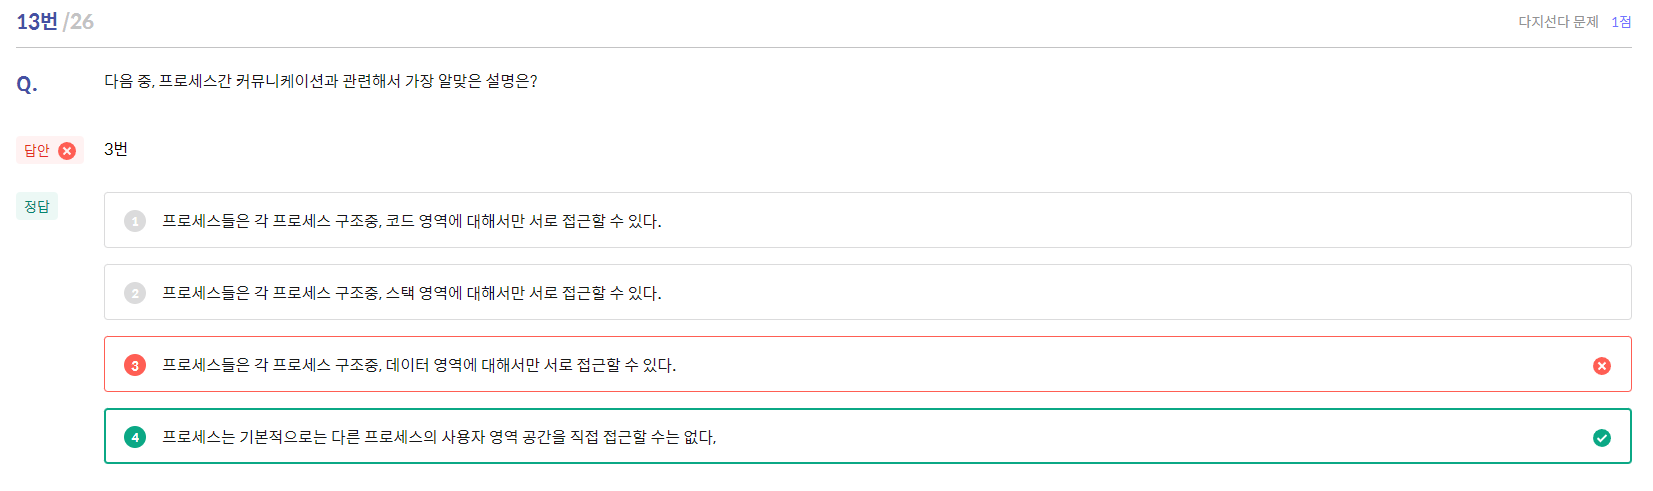 13번 /26
다지선다 문제 1점
Q. 다음 중, 프로세스간 커뮤니케이션과 관련해서 가장 알맞은 설명은?
답안 3번
정답
1 프로세스들은 각 프로세스 구조중, 코드 영역에 대해서만 서로 접근할 수 있다.
2 프로세스들은 각 프로세스 구조중, 스택 영역에 대해서만 서로 접근할 수 있다.
3 프로세스들은 각 프로세스 구조중, 데이터 영역에 대해서만 서로 접근할 수 있다.
4 프로세스는 기본적으로는 다른 프로세스의 사용자 영역 공간을 직접 접근할 수는 없다,